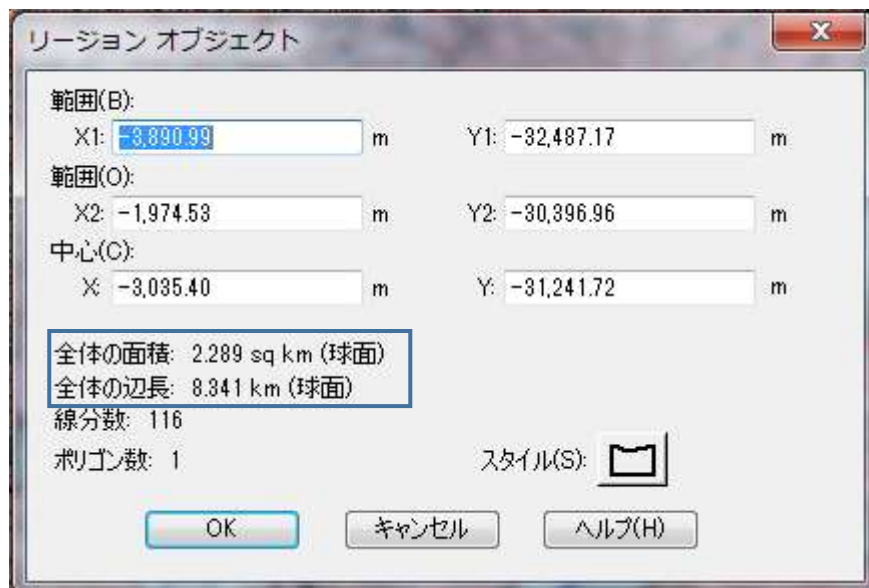 リージョン オブジェクト
範囲(B):
X1: -3,890.99 m Y1: -32,487.17 m
範囲(O):
X2: -1,974.53 m Y2: -30,396.96 m
中心(C):
X: -3,035.40 m Y: -31,241.72 m
全体の面積: 2.289 sq km (球面)
全体の辺長: 8.341 km (球面)
線分数: 116
ポリゴン数: 1 スタイル(S):
OK キャンセル ヘルプ(H)